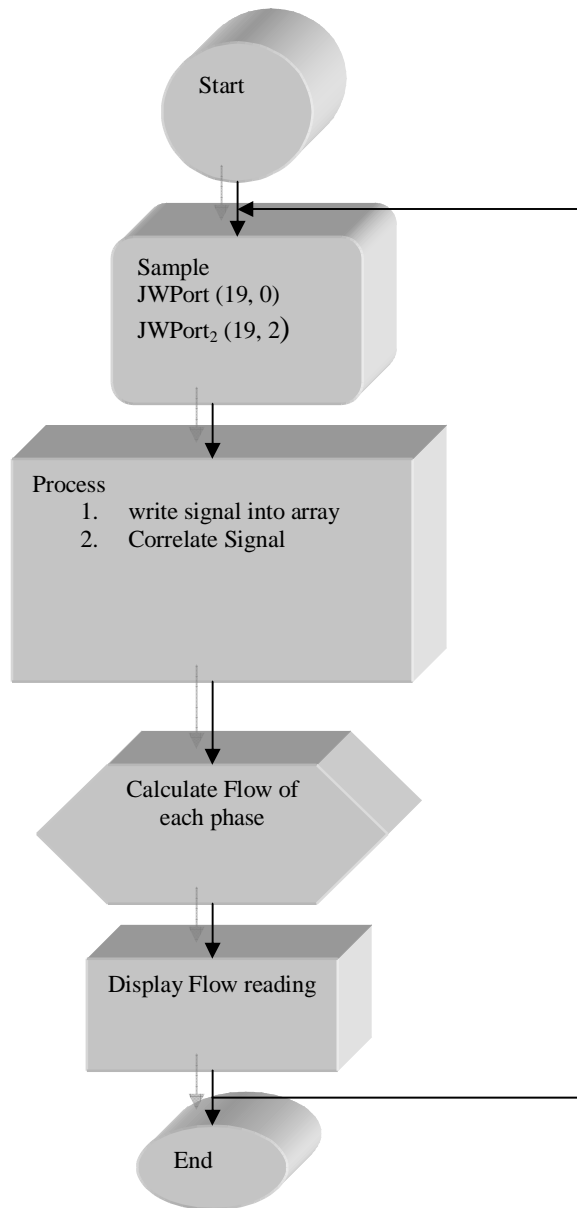 Start
Sample
JWPort (19, 0)
JWPort₂ (19, 2)
Process
1. write signal into array
2. Correlate Signal
Calculate Flow of
each phase
Display Flow reading
End